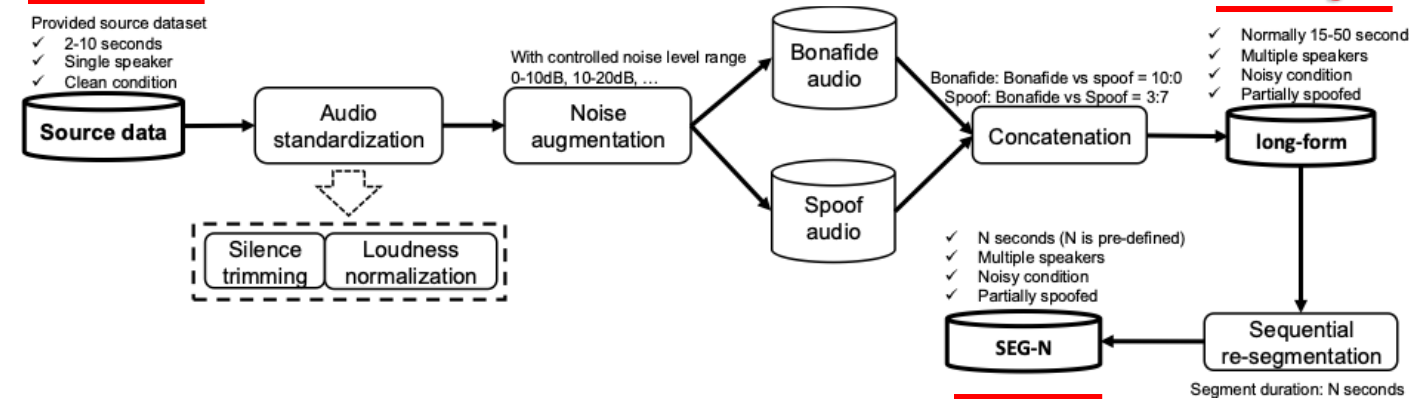 Provided source dataset
✓ 2-10 seconds
✓ Single speaker
✓ Clean condition
Source data
Audio
standardization
Silence
trimming
Loudness
normalization
With controlled noise level range
0-10dB, 10-20dB, ...
Noise
augmentation
Bonafide
audio
Spoof
audio
Bonafide: Bonafide vs spoof = 10:0
Spoof: Bonafide vs Spoof = 3:7
Concatenation
✓ Normally 15-50 second
✓ Multiple speakers
✓ Noisy condition
✓ Partially spoofed
long-form
Sequential
re-segmentation
Segment duration: N seconds
✓ N seconds (N is pre-defined)
✓ Multiple speakers
✓ Noisy condition
✓ Partially spoofed
SEG-N